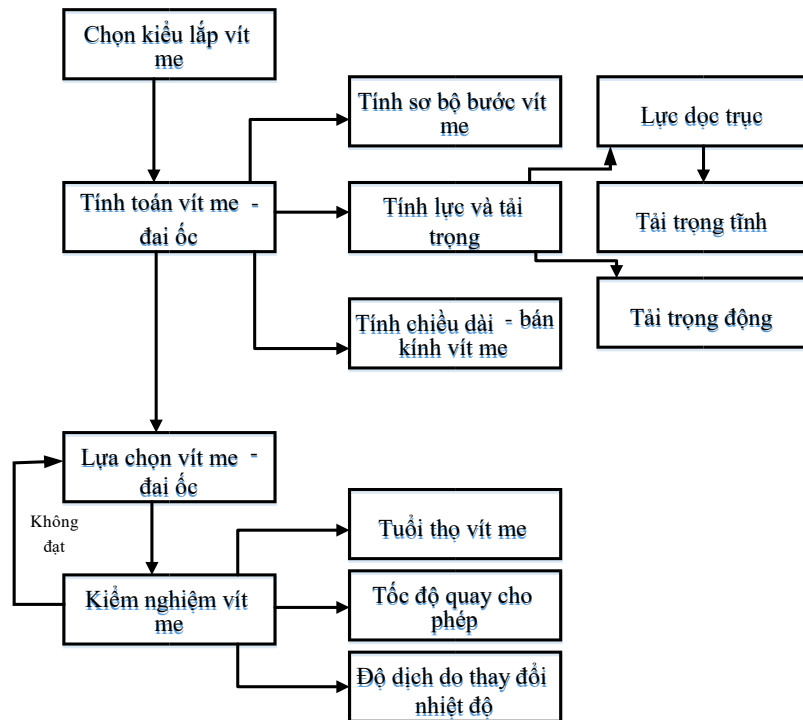 Chọn kiểu lắp vít
me
Tính sơ bộ bước vít
me
Lực dọc trục
Tính toán vít me -
đai ốc
Tính lực và tải
trọng
Tải trọng tĩnh
Tải trọng động
Tính chiều dài - bán
kính vít me
Lựa chọn vít me -
đai ốc
Không
đạt
Tuổi thọ vít me
Kiểm nghiệm vít
me
Tốc độ quay cho
phép
Độ dịch do thay đổi
nhiệt độ